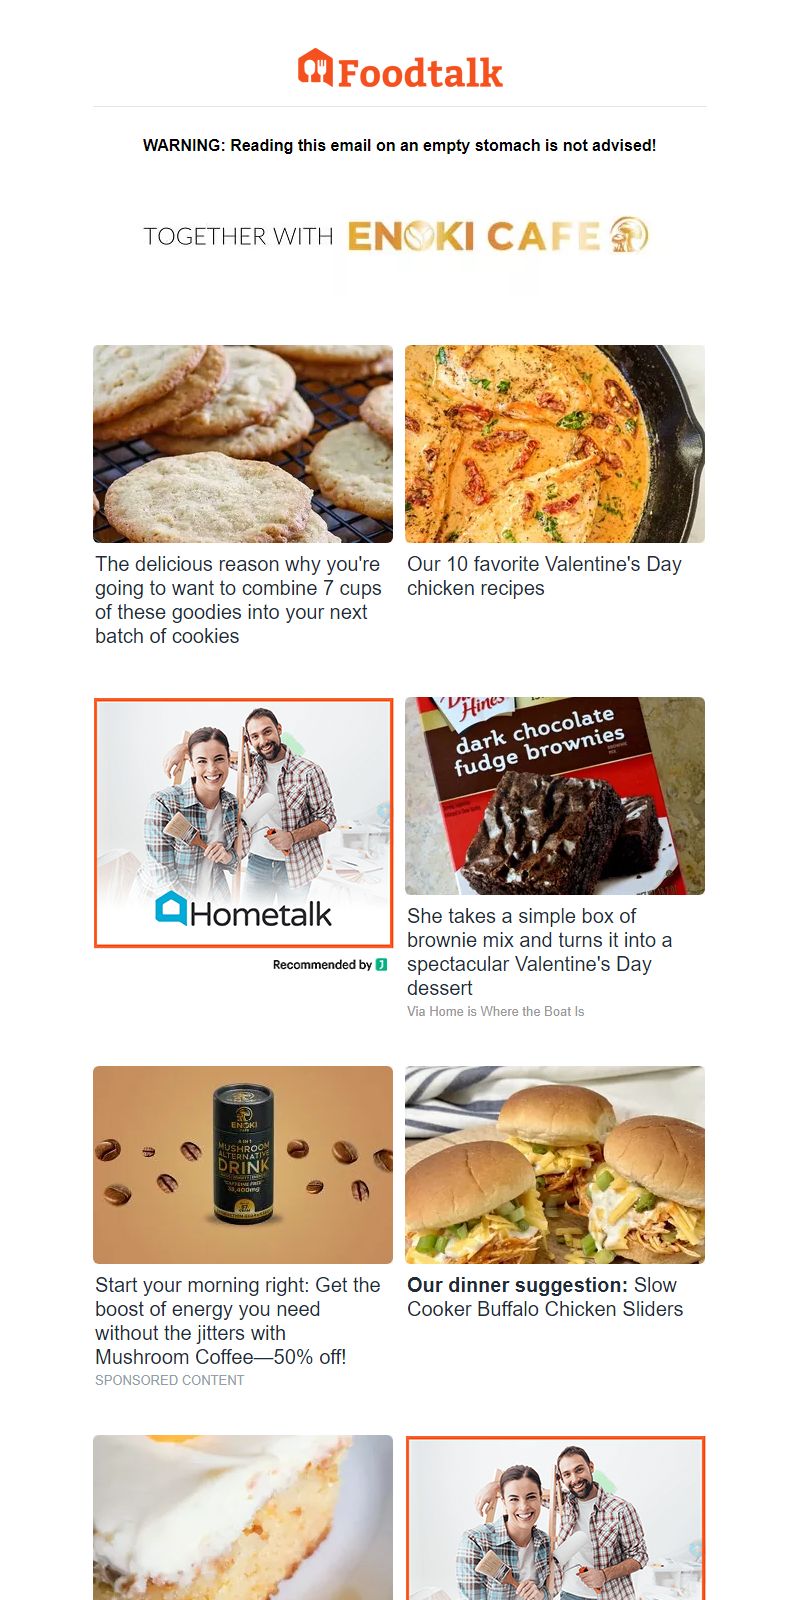 Foodtalk
WARNING: Reading this email on an empty stomach is not advised!
TOGETHER WITH ENOKI CAFE
The delicious reason why you're
going to want to combine 7 cups
of these goodies into your next
batch of cookies
Our 10 favorite Valentine's Day
chicken recipes
Hometalk
Recommended by
Hines
dark chocolate
fudge brownies
She takes a simple box of
brownie mix and turns it into a
spectacular Valentine's Day
dessert
Via Home is Where the Boat Is
ENOKI
CAFE
MUSHROOM
ALTERNATIVE
DRINK
Start your morning right: Get the
boost of energy you need
without the jitters with
Mushroom Coffee—50% off!
SPONSORED CONTENT
Our dinner suggestion: Slow
Cooker Buffalo Chicken Sliders